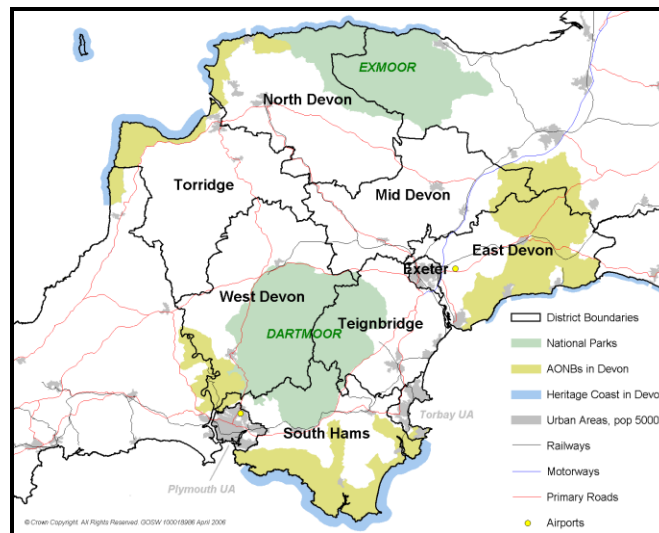 EXMOOR
North Devon
Torridge
Mid Devon
East Devon
Exeter
West Devon
Teignbridge
DARTMOOR
South Hams
Torbay UA
Plymouth UA
District Boundaries
National Parks
AONBs in Devon
Heritage Coast in Devo
Urban Areas, pop 5000
Railways
Motorways
Primary Roads
Airports
© Crown Copyright. All Rights Reserved. GOSW 100018986 April 2006